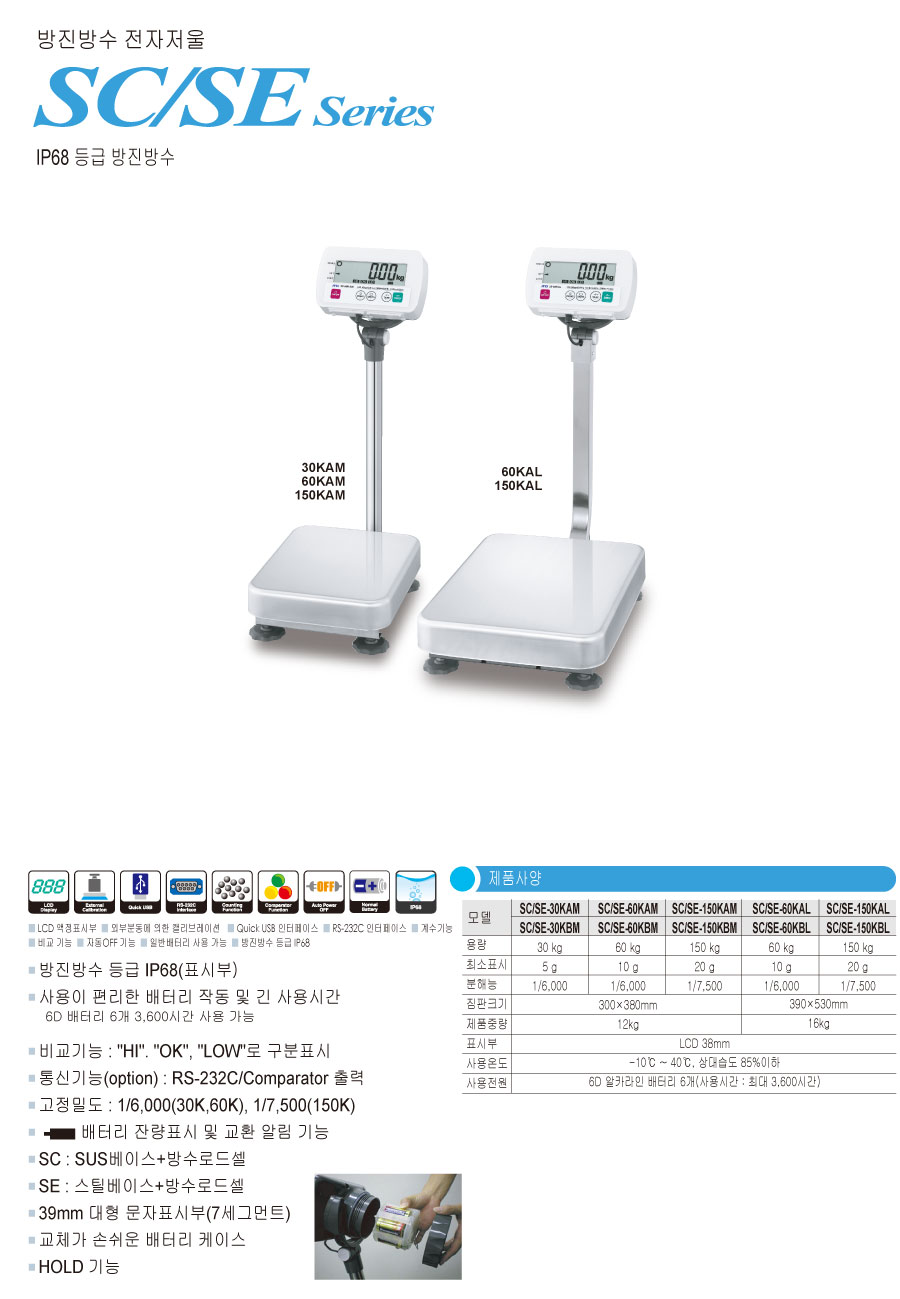 방진방수 전자저울
SC/SE Series
IP68 등급 방진방수
0.00kg
0.00kg
30KAM
60KAM
150KAM
60KAL
150KAL
888
LCD Display
External Calibration
Quick USB
RS-232C Interface
Counting Function
Comparator Function
OFF
Auto Power OFF
Normal Battery
IP68
LCD 액정표시부 외부분동에 의한 캘리브레이션 Quick USB 인터페이스 RS-232C 인터페이스 계수기능
비교 기능 자동OFF 기능 일반배터리 사용 가능 방진방수 등급 IP68
방진방수 등급 IP68(표시부)
사용이 편리한 배터리 작동 및 긴 사용시간
6D 배터리 6개 3,600시간 사용 가능
비교기능 : "HI". "OK", "LOW"로 구분표시
통신기능(option) : RS-232C/Comparator 출력
고정밀도 : 1/6,000(30K,60K), 1/7,500(150K)
배터리 잔량표시 및 교환 알림 기능
SC : SUS베이스+방수로드셀
SE : 스틸베이스+방수로드셀
39mm 대형 문자표시부(7세그먼트)
교체가 손쉬운 배터리 케이스
HOLD 기능
제품사양
모델 SC/SE-30KAM SC/SE-60KAM SC/SE-150KAM SC/SE-60KAL SC/SE-150KAL
SC/SE-30KBM SC/SE-60KBM SC/SE-150KBM SC/SE-60KBL SC/SE-150KBL
용량 30 kg 60 kg 150 kg 60 kg 150 kg
최소표시 5 g 10 g 20 g 10 g 20 g
분해능 1/6,000 1/6,000 1/7,500 1/6,000 1/7,500
짐판크기 300×380mm 390×530mm
제품중량 12kg 16kg
표시부 LCD 38mm
사용온도 -10℃ ~ 40℃, 상대습도 85%이하
사용전원 6D 알카라인 배터리 6개(사용시간 : 최대 3,600시간)